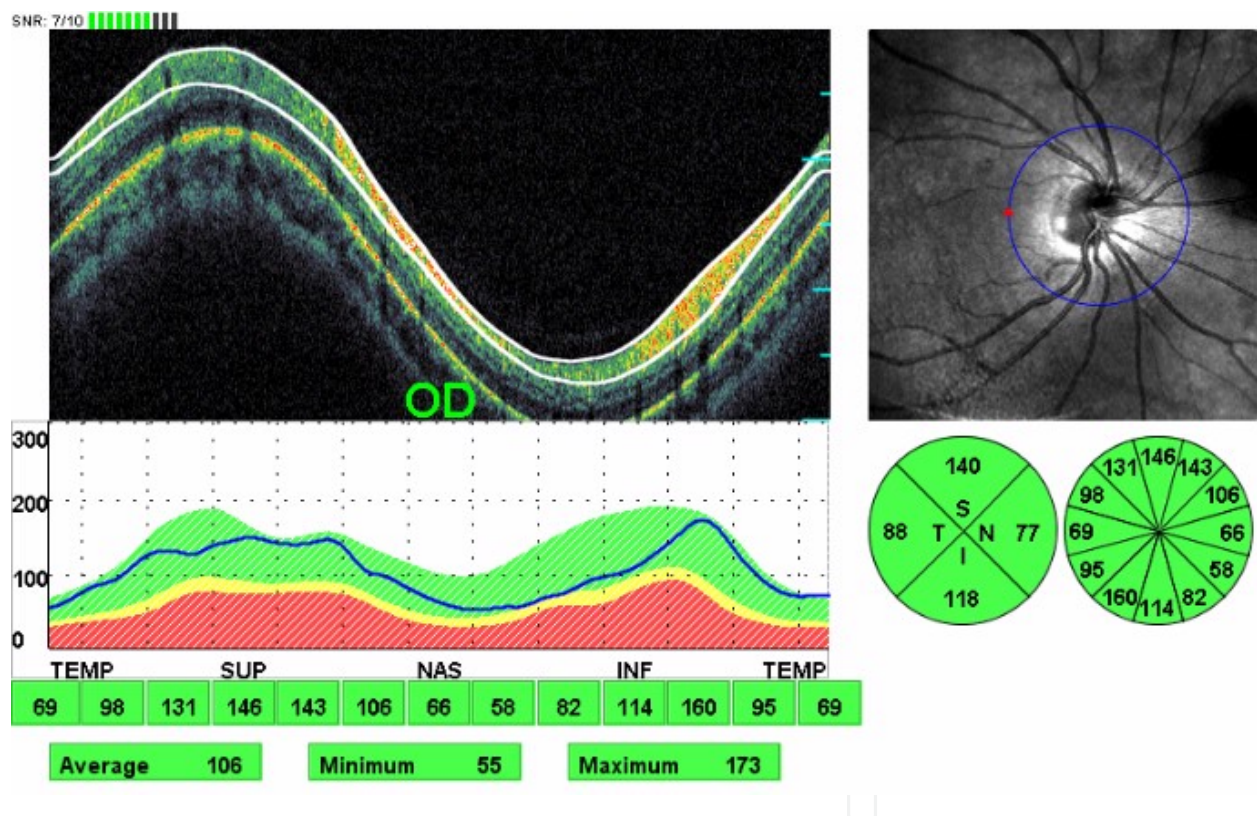 SNR: 7/10
OD
300
200
100
0
TEMP SUP NAS INF TEMP
69 98 131 146 143 106 66 58 82 114 160 95 69
Average 106 Minimum 55 Maximum 173
140
S
88 T N 77
I
118
146
131 143
98 106
69 66
95 58
160 82
114